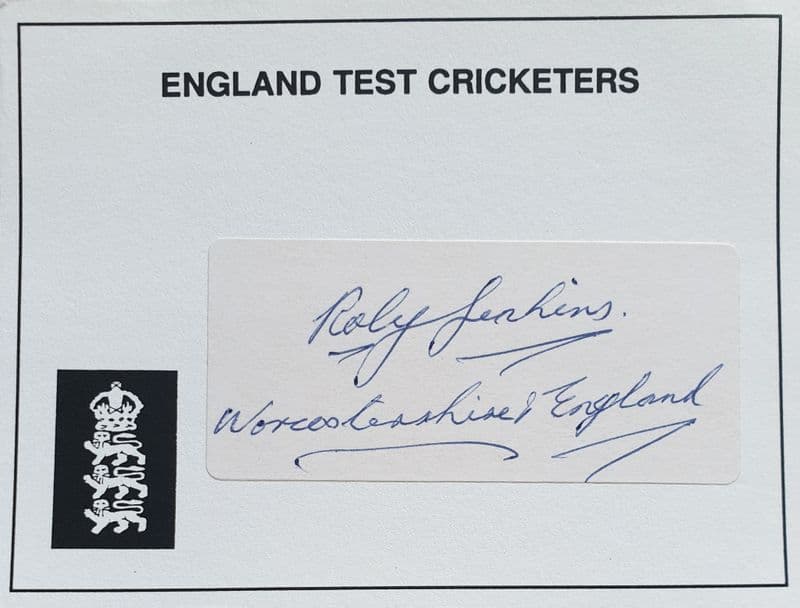 ENGLAND TEST CRICKETERS
Roly Jenkins.
Worcestershire & England